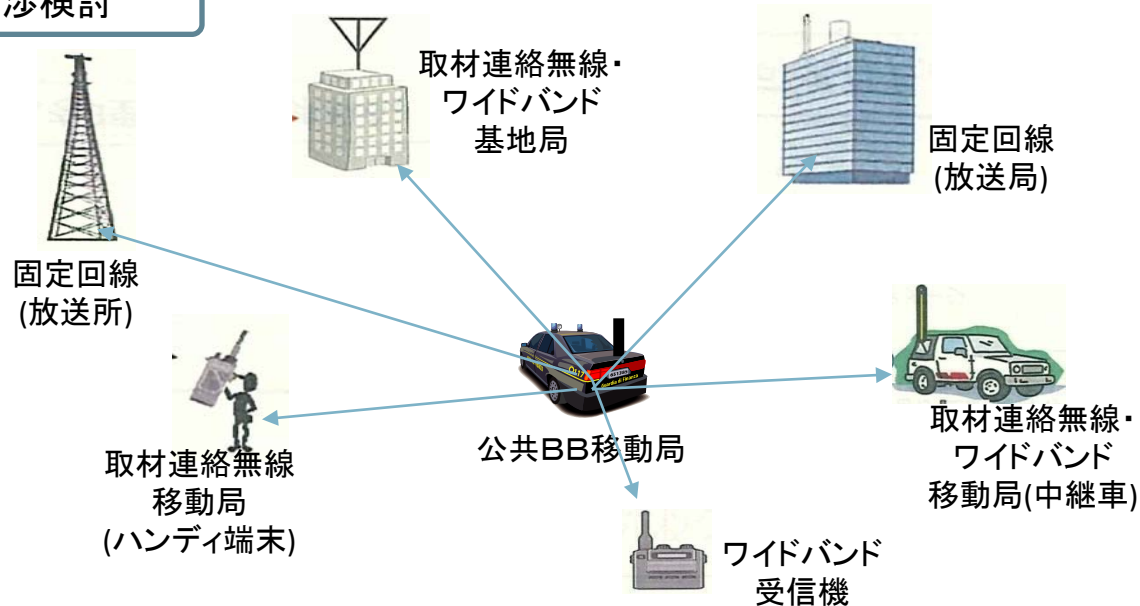 渉検討
取材連絡無線・
ワイドバンド
基地局
固定回線
(放送局)
固定回線
(放送所)
取材連絡無線
移動局
(ハンディ端末)
公共BB移動局
取材連絡無線・
ワイドバンド
移動局(中継車)
ワイドバンド
受信機